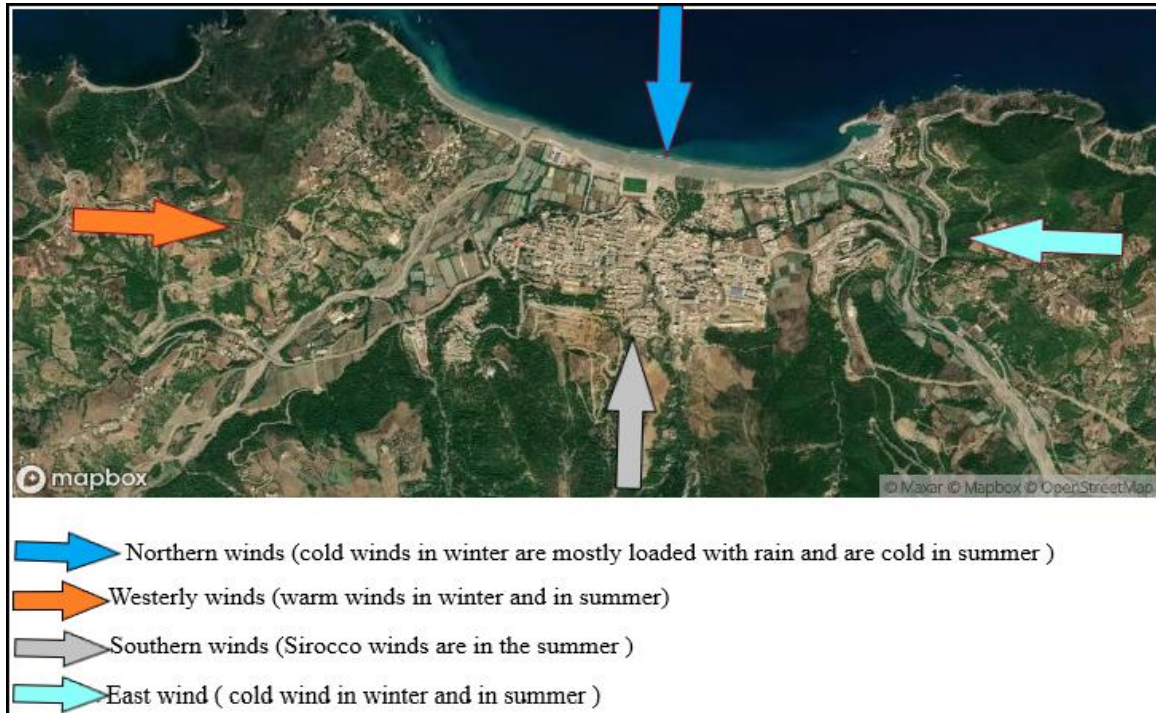 mapbox
© Maxar © Mapbox © OpenStreetMap
Northern winds (cold winds in winter are mostly loaded with rain and are cold in summer )
Westerly winds (warm winds in winter and in summer)
Southern winds (Sirocco winds are in the summer )
East wind ( cold wind in winter and in summer )